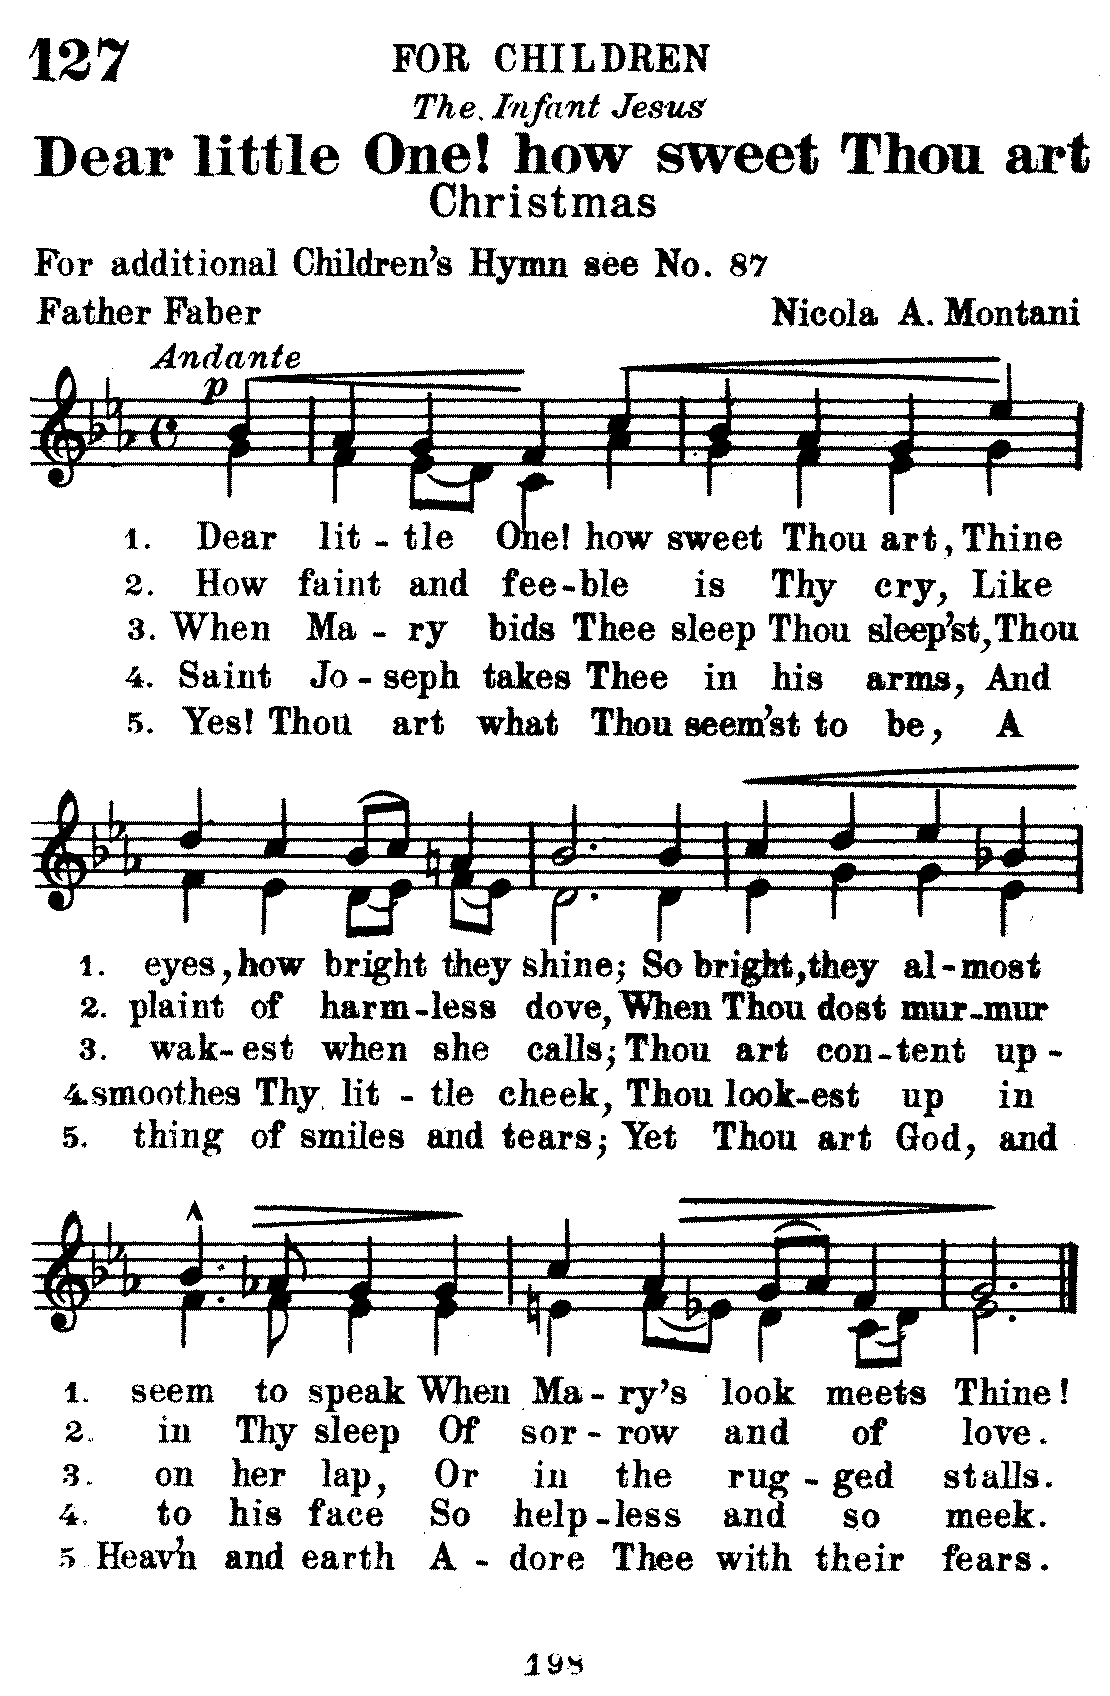 127
FOR CHILDREN
The Infant Jesus
Dear little One! how sweet Thou art
Christmas
For additional Children's Hymn see No. 87
Father Faber Nicola A. Montani
Andante
p
1. Dear lit - tle One! how sweet Thou art, Thine
2. How faint and fee-ble is Thy cry, Like
3. When Ma - ry bids Thee sleep Thou sleep'st, Thou
4. Saint Jo - seph takes Thee in his arms, And
5. Yes! Thou art what Thou seem'st to be, A
1. eyes, how bright they shine; So bright, they al-most
2. plaint of harm-less dove, When Thou dost mur-mur
3. wak-est when she calls; Thou art con-tent up -
4. smoothes Thy lit - tle cheek, Thou look-est up in
5. thing of smiles and tears; Yet Thou art God, and
1. seem to speak When Ma - ry's look meets Thine!
2. in Thy sleep Of sor - row and of love.
3. on her lap, Or in the rug - ged stalls.
4. to his face So help-less and so meek.
5 Heav'n and earth A - dore Thee with their fears.
198